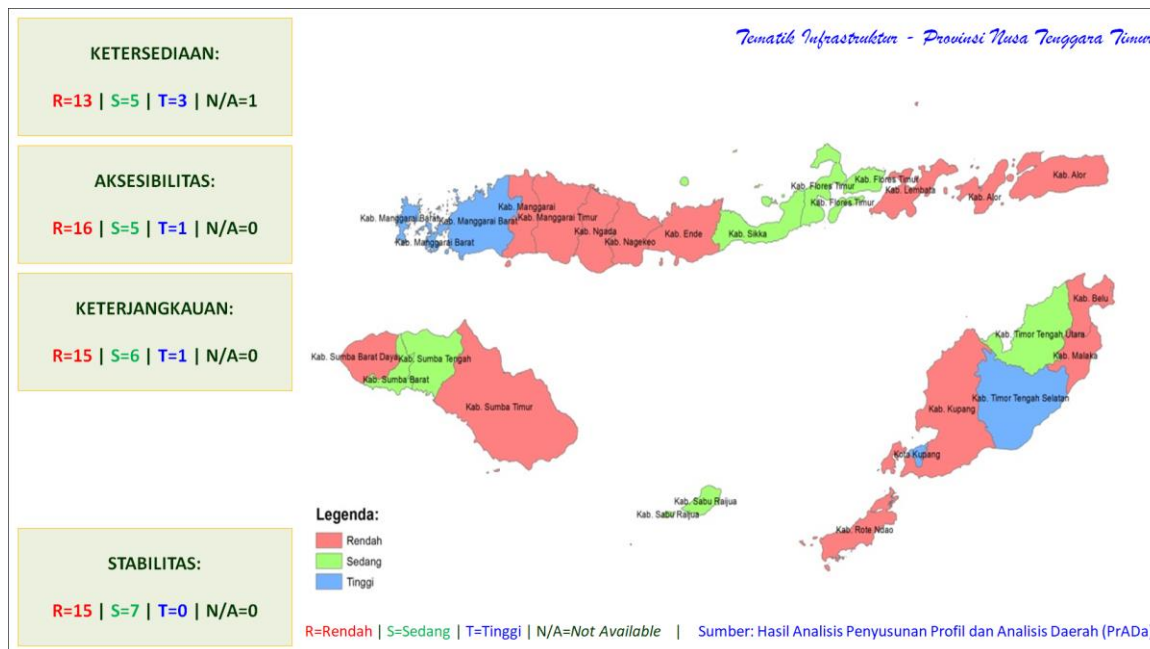 KETERSEDIAAN:
R=13 | S=5 | T=3 | N/A=1
AKSESIBILITAS:
R=16 | S=5 | T=1 | N/A=0
KETERJANGKAUAN:
R=15 | S=6 | T=1 | N/A=0
STABILITAS:
R=15 | S=7 | T=0 | N/A=0
Tematik Infrastruktur - Provinsi Nusa Tenggara Timur
Kab. Manggarai Barat
Kab. Manggarai Barat
Kab. Manggarai Barat
Kab. Manggarai
Kab. Manggarai Timur
Kab. Ngada
Kab. Nagekeo
Kab. Ende
Kab. Sikka
Kab. Flores Timur
Kab. Flores Timur
Kab. Flores Timur
Kab. Lembata
Kab. Alor
Kab. Alor
Kab. Sumba Barat Daya
Kab. Sumba Tengah
Kab. Sumba Barat
Kab. Sumba Timur
Kab. Belu
Kab. Timor Tengah Utara
Kab. Malaka
Kab. Timor Tengah Selatan
Kab. Kupang
Kota Kupang
Kab. Sabu Raijua
Kab. Sabu Raijua
Kab. Rote Ndao
Legenda:
Rendah
Sedang
Tinggi
R=Rendah | S=Sedang | T=Tinggi | N/A=Not Available | Sumber: Hasil Analisis Penyusunan Profil dan Analisis Daerah (PrADa)